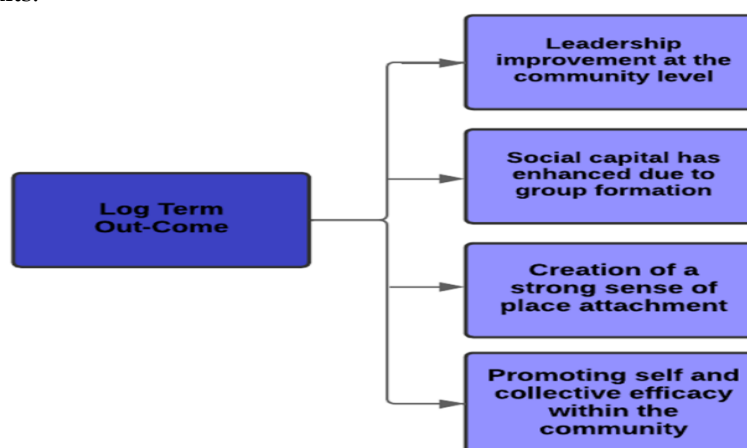 Leadership
improvement at the
community level
Social capital has
enhanced due to
group formation
Log Term
Out-Come
Creation of a
strong sense of
place attachment
Promoting self and
collective efficacy
within the
community